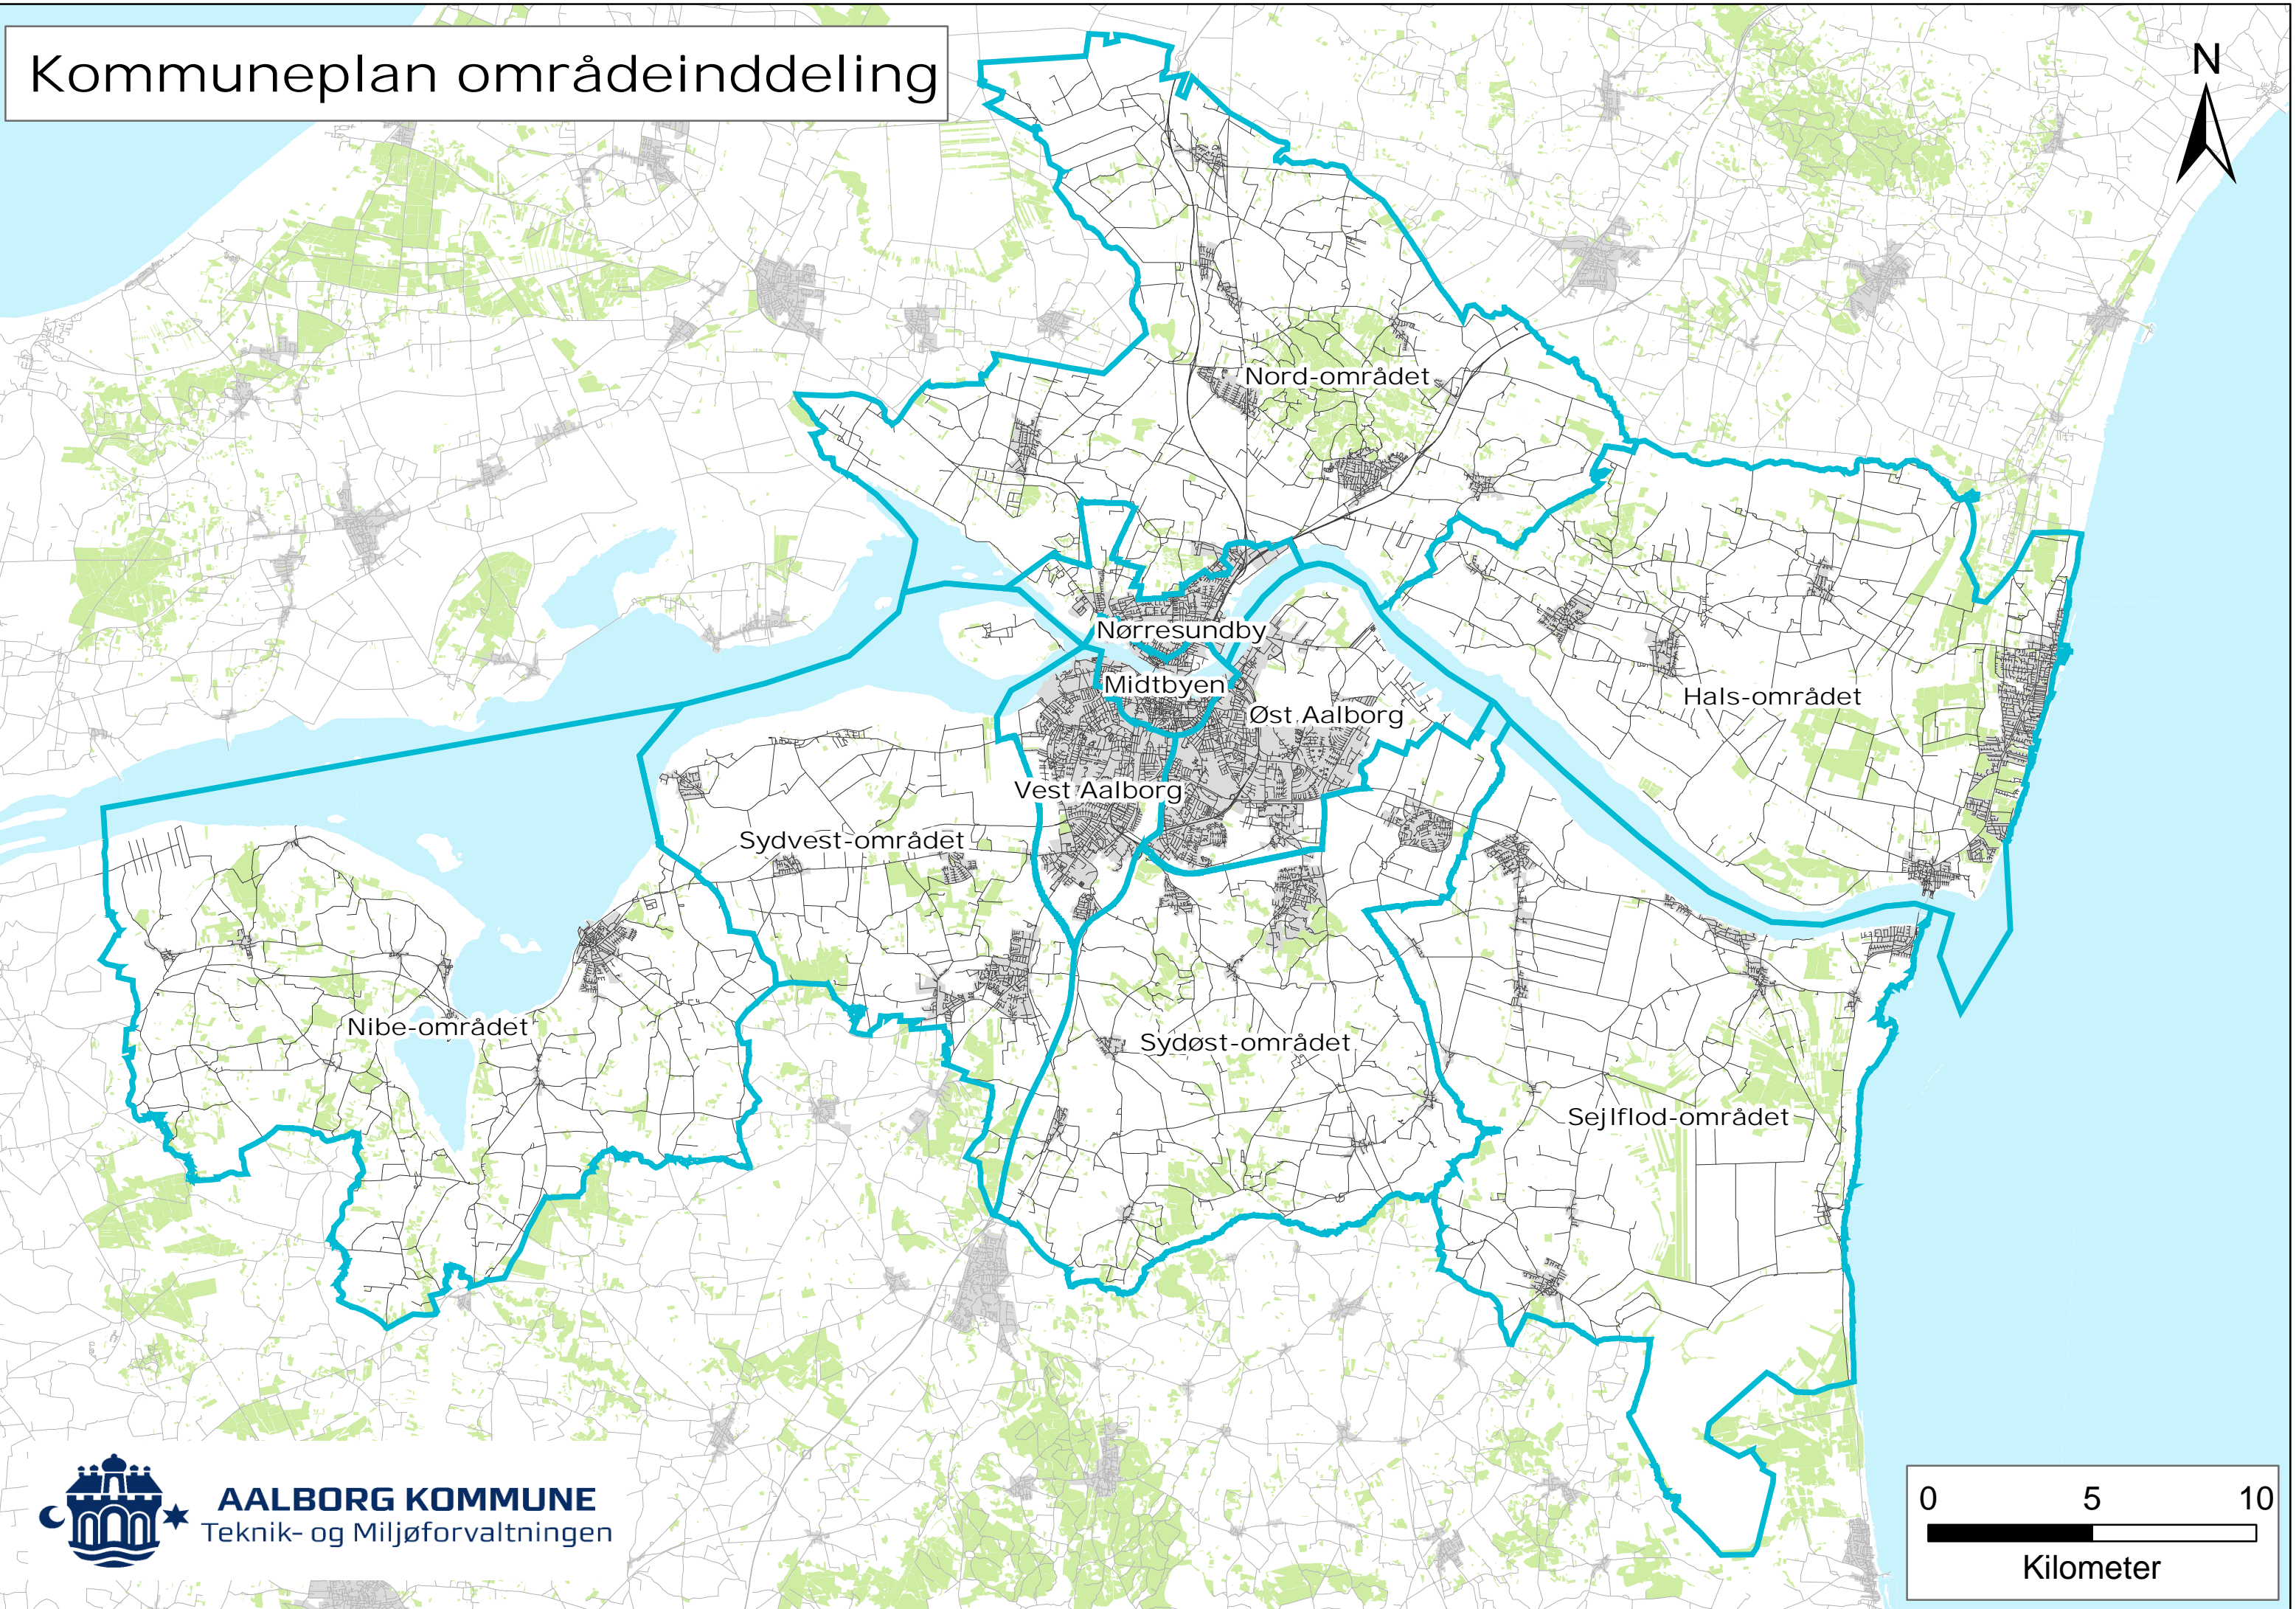 Kommuneplan områdeinddeling
N
Nord-området
Nørresundby
Midtbyen
Hals-området
Øst Aalborg
Vest Aalborg
Sydvest-området
Nibe-området
Sydøst-området
Sejlflod-området
AALBORG KOMMUNE
Teknik- og Miljøforvaltningen
0 5 10
Kilometer